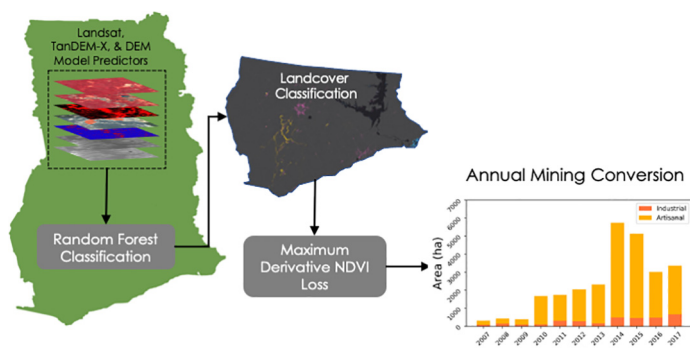 Landsat,
TanDEM-X, & DEM
Model Predictors
Random Forest
Classification
Landcover
Classification
Maximum
Derivative NDVI
Loss
Annual Mining Conversion
Industrial
Artisanal
Area (ha)
7000
6000
5000
4000
3000
2000
1000
0
2007
2008
2009
2010
2011
2012
2013
2014
2015
2016
2017